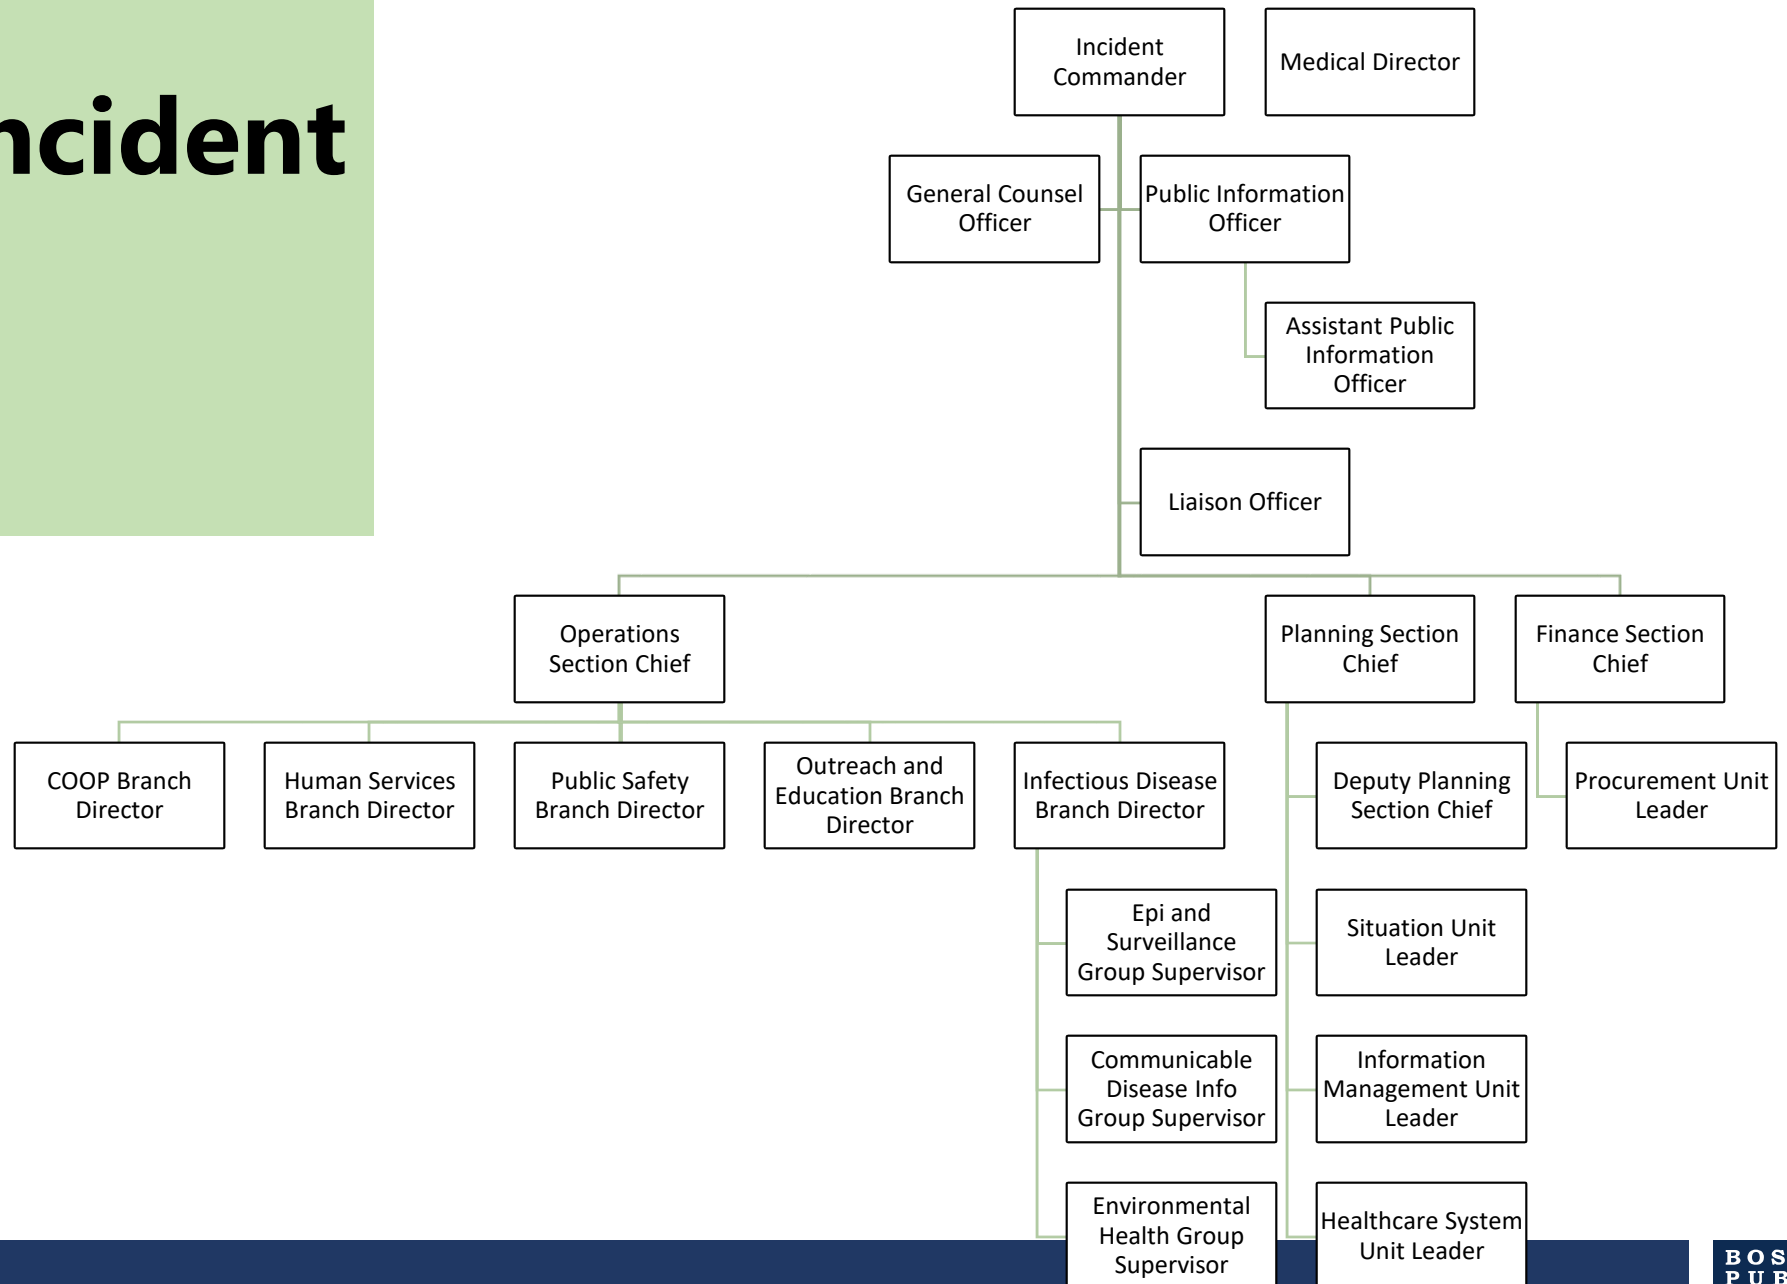 ncident
Incident
Commander
Medical Director
General Counsel
Officer
Public Information
Officer
Assistant Public
Information
Officer
Liaison Officer
Operations
Section Chief
Planning Section
Chief
Finance Section
Chief
COOP Branch
Director
Human Services
Branch Director
Public Safety
Branch Director
Outreach and
Education Branch
Director
Infectious Disease
Branch Director
Deputy Planning
Section Chief
Procurement Unit
Leader
Epi and
Surveillance
Group Supervisor
Situation Unit
Leader
Communicable
Disease Info
Group Supervisor
Information
Management Unit
Leader
Environmental
Health Group
Supervisor
Healthcare System
Unit Leader
BOS
PUB